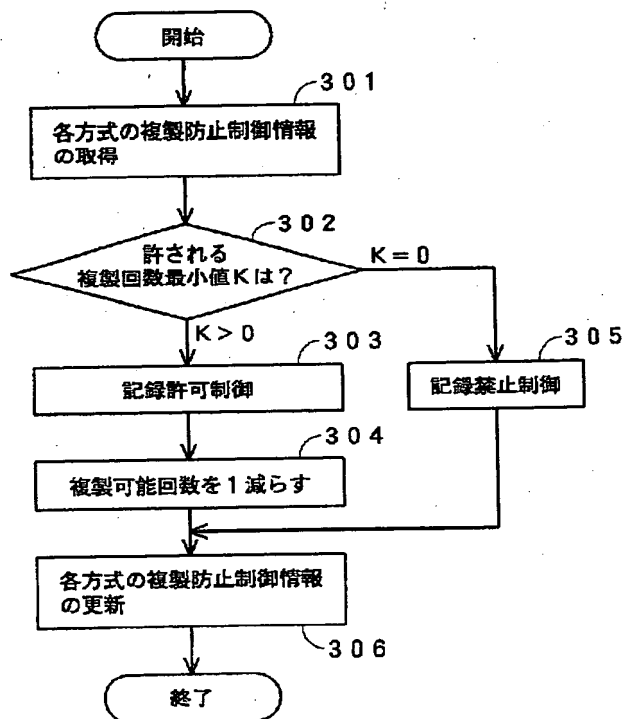 開始
301
各方式の複製防止制御情報
の取得
302
許される
複製回数最小値Kは？
K=0
K>0
303
305
記録許可制御
記録禁止制御
304
複製可能回数を1減らす
各方式の複製防止制御情報
の更新
306
終了